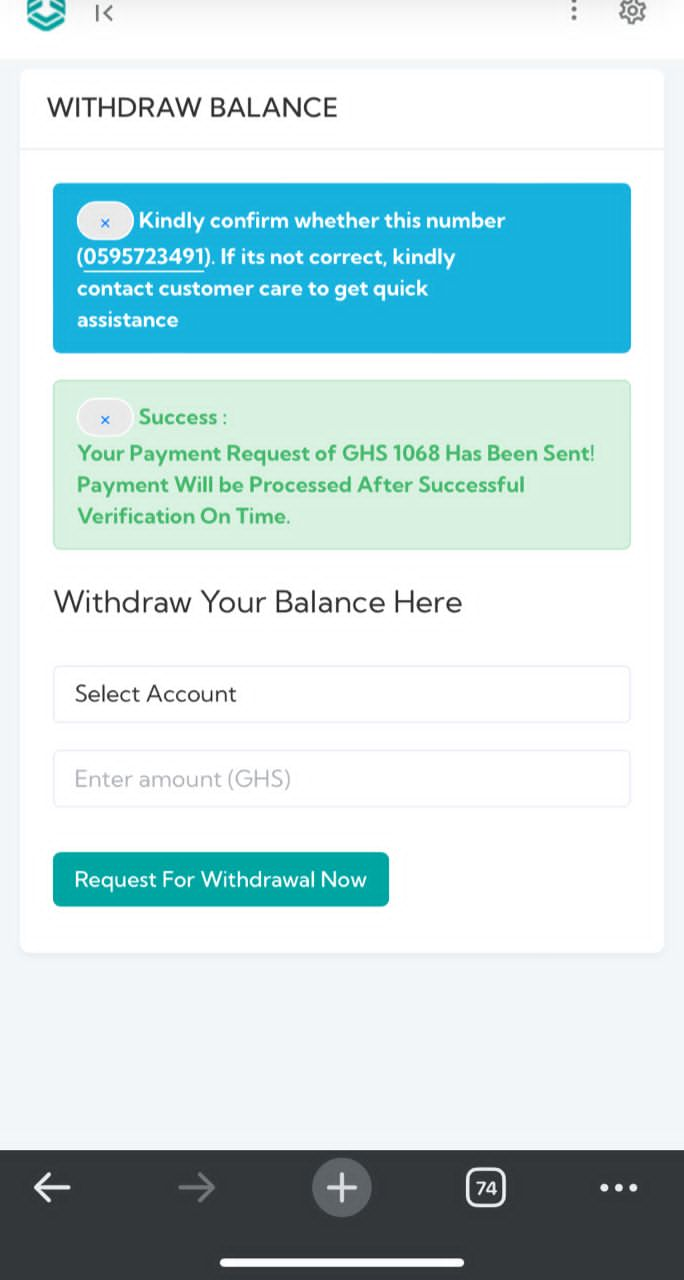 WITHDRAW BALANCE
× Kindly confirm whether this number
(0595723491). If its not correct, kindly
contact customer care to get quick
assistance
× Success :
Your Payment Request of GHS 1068 Has Been Sent!
Payment Will be Processed After Successful
Verification On Time.
Withdraw Your Balance Here
Select Account
Enter amount (GHS)
Request For Withdrawal Now
74